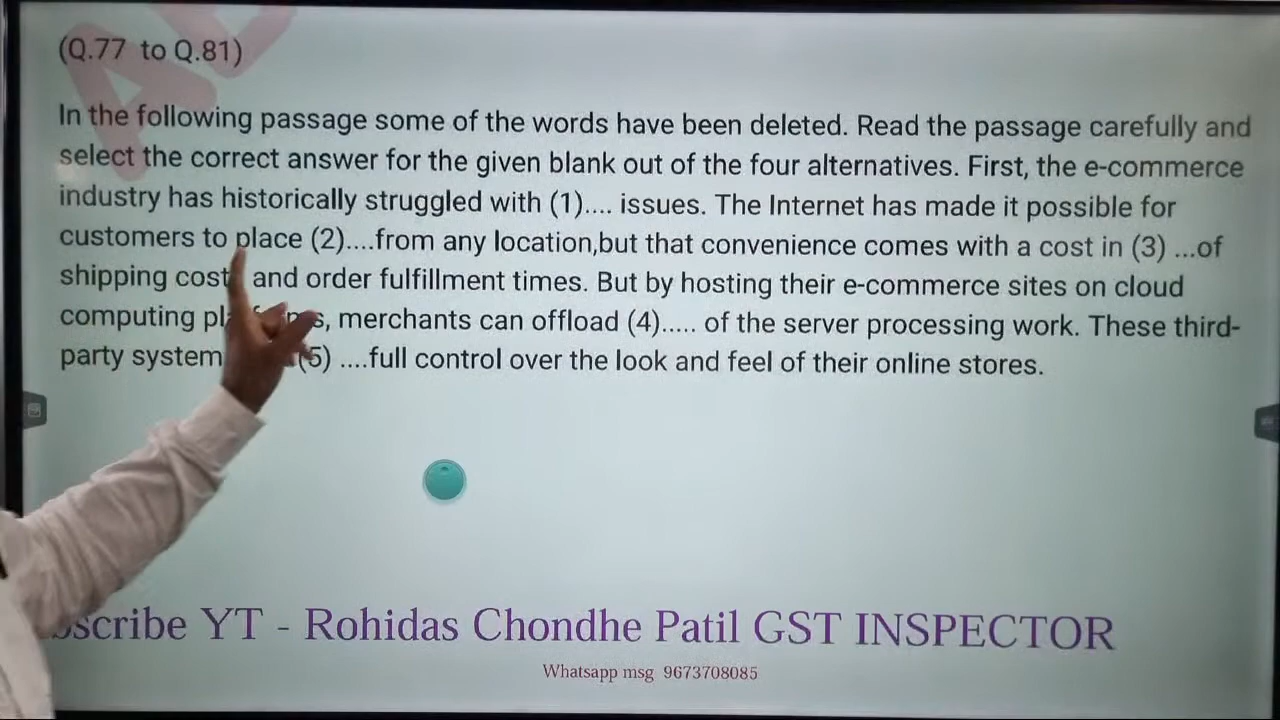 (Q.77 to Q.81)
In the following passage some of the words have been deleted. Read the passage carefully and
select the correct answer for the given blank out of the four alternatives. First, the e-commerce
industry has historically struggled with (1).... issues. The Internet has made it possible for
customers to place (2)....from any location,but that convenience comes with a cost in (3) ...of
shipping cost and order fulfillment times. But by hosting their e-commerce sites on cloud
computing merchants can offload (4)..... of the server processing work. These third-
party system (5) ....full control over the look and feel of their online stores.
YT - Rohidas Chondhe Patil GST INSPECTOR
Whatsapp msg 9673708085